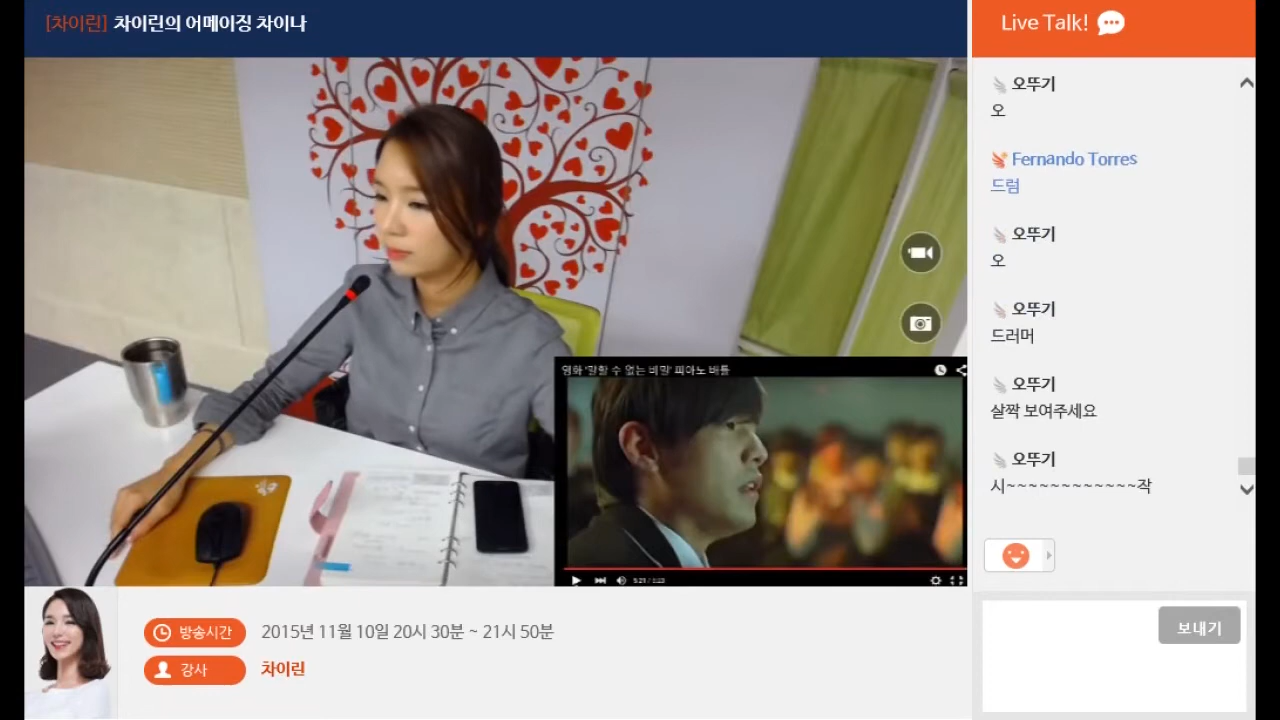 [차이린] 차이린의 어메이징 차이나
Live Talk!
오뚜기
오
Fernando Torres
드럼
오뚜기
오
오뚜기
드러머
오뚜기
살짝 보여주세요
오뚜기
시~~~~~~~~~~~~작
영화 '말할 수 없는 비밀' 피아노 배틀
방송시간 2015년 11월 10일 20시 30분 ~ 21시 50분
강사 차이린
보내기